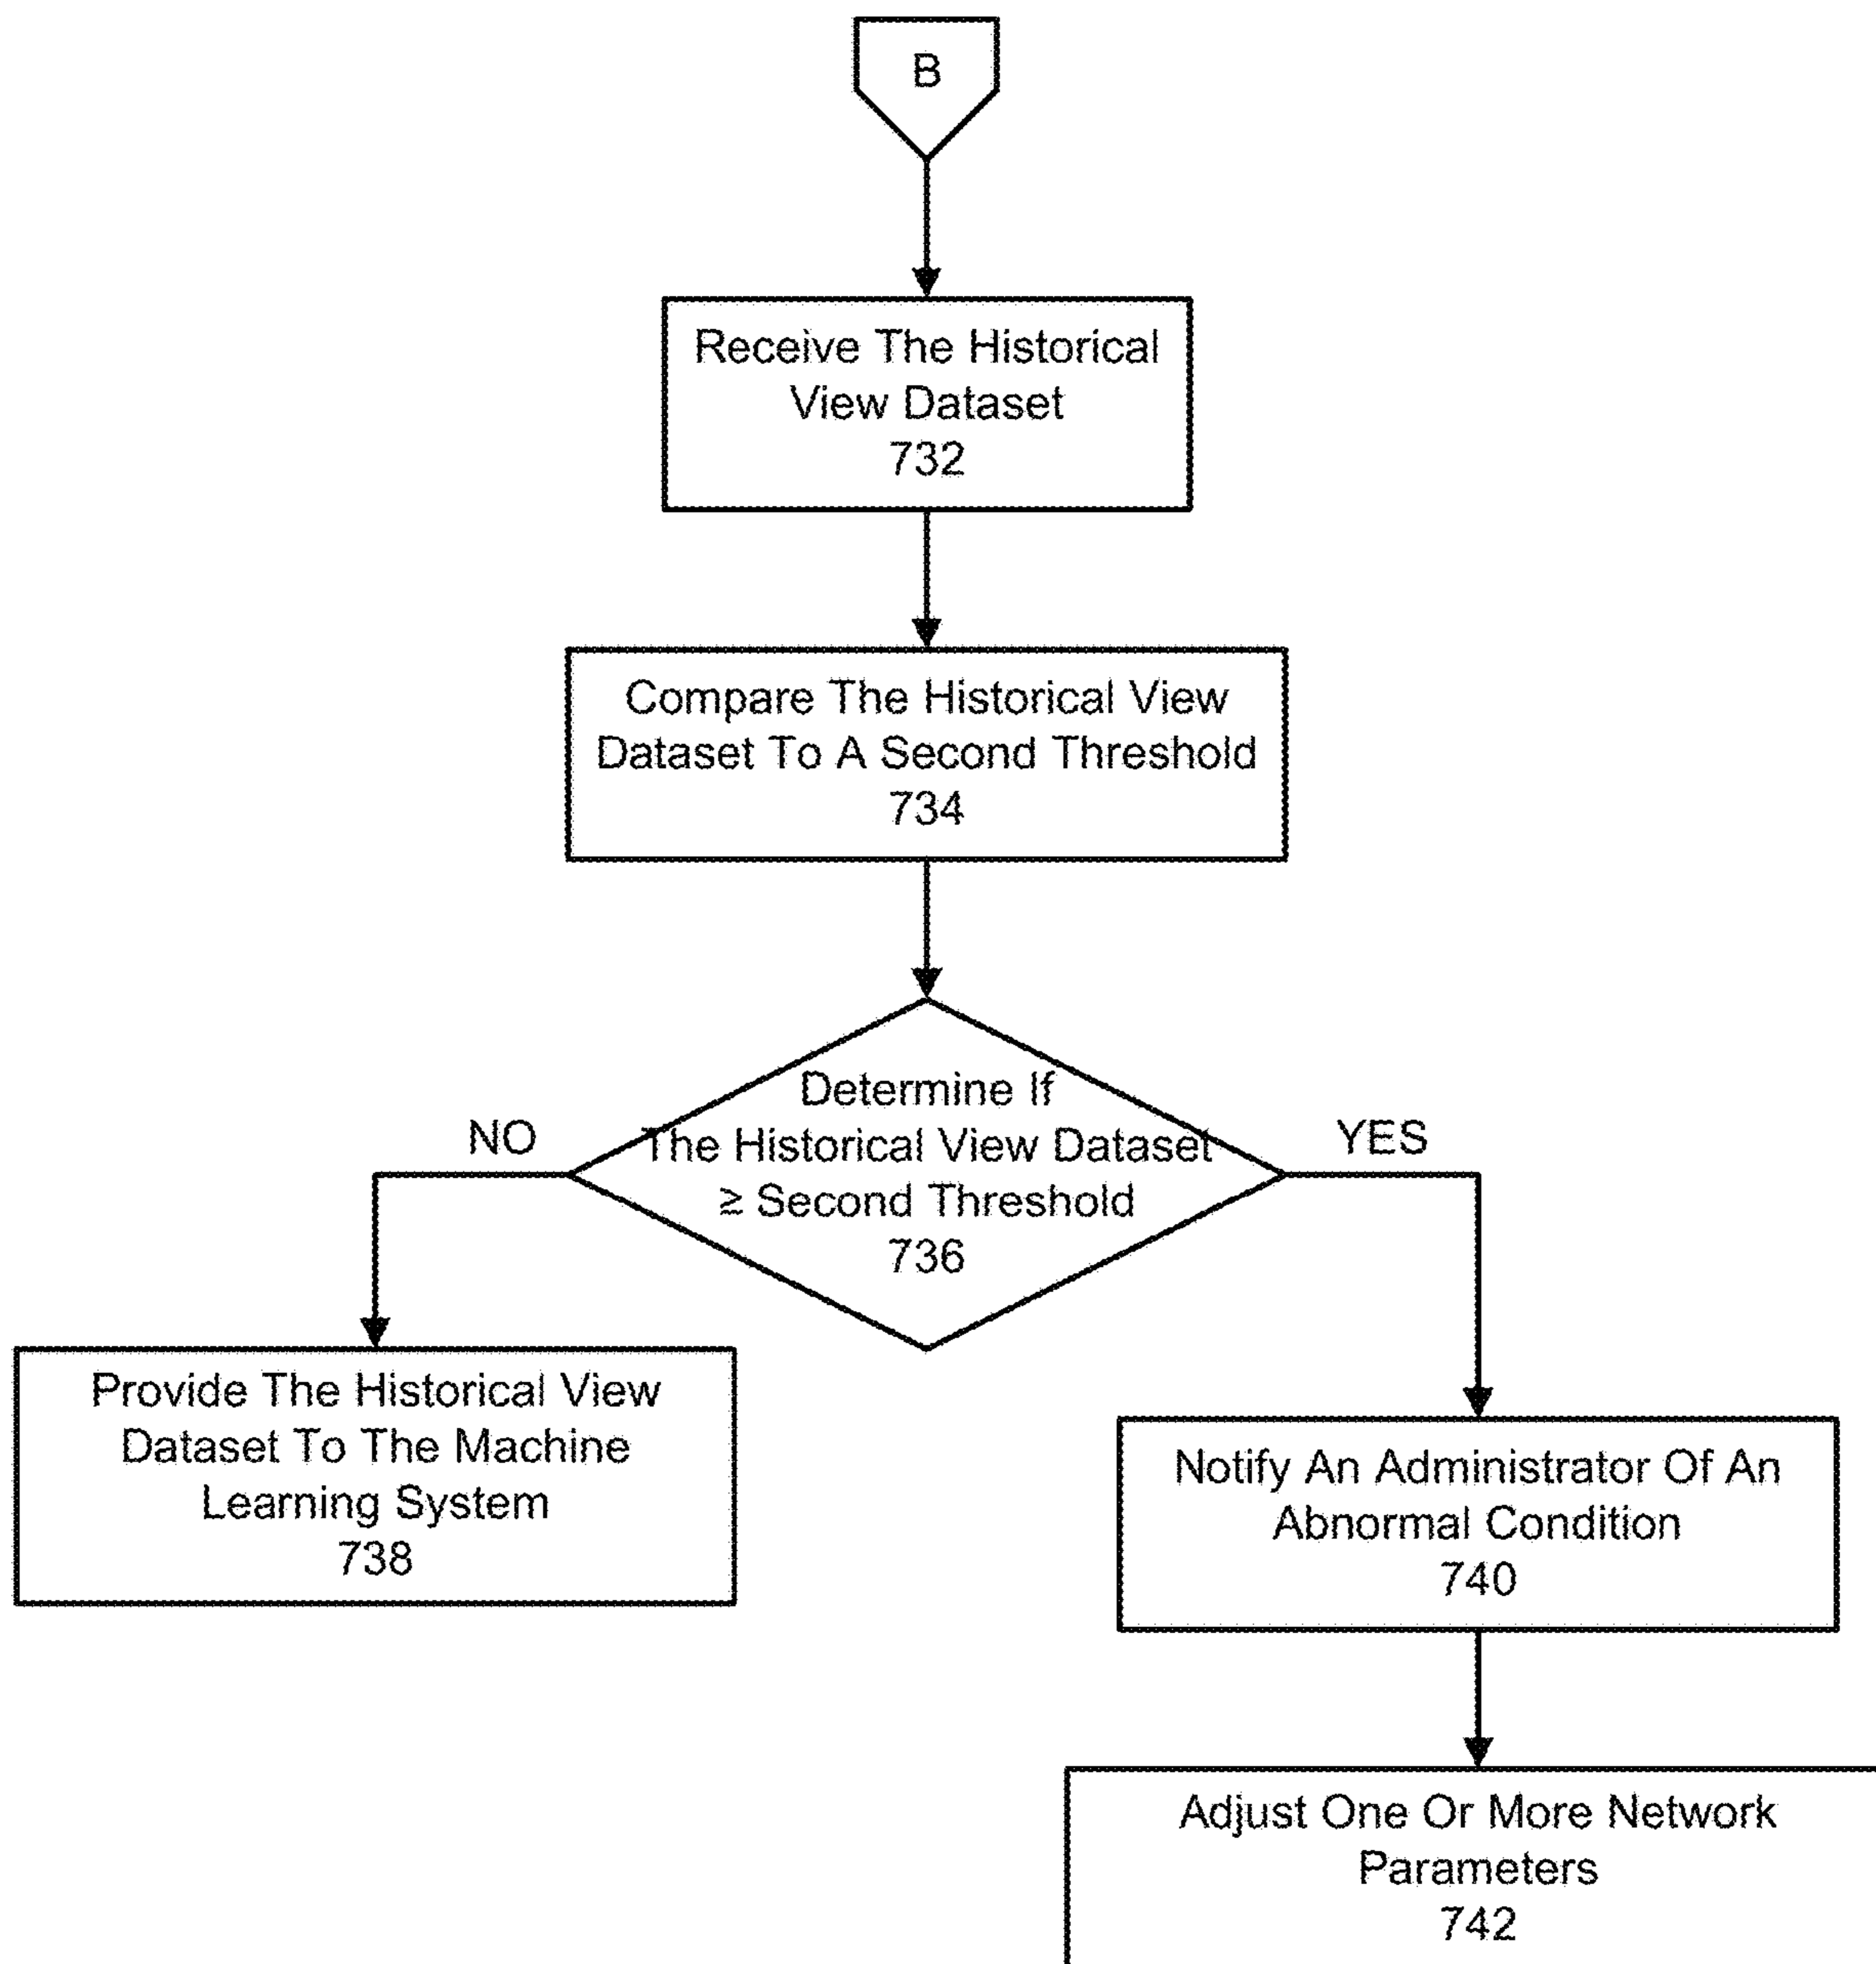 B
Receive The Historical
View Dataset
732
Compare The Historical View
Dataset To A Second Threshold
734
Determine If
The Historical View Dataset
≥ Second Threshold
736
NO
YES
Provide The Historical View
Dataset To The Machine
Learning System
738
Notify An Administrator Of An
Abnormal Condition
740
Adjust One Or More Network
Parameters
742